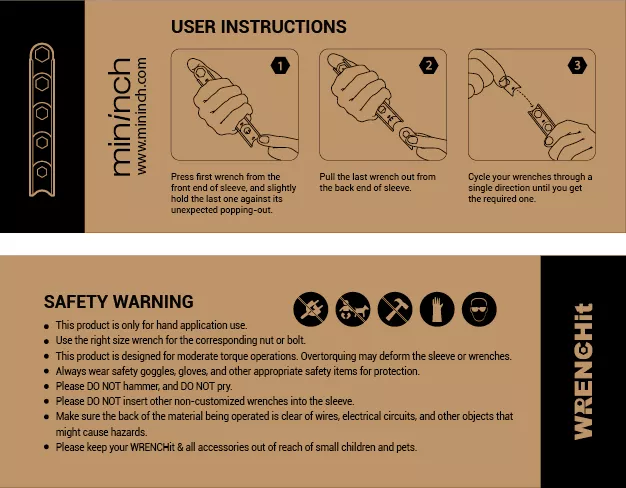 USER INSTRUCTIONS
mininch
www.mininch.com
1
2
3
Press first wrench from the
front end of sleeve, and slightly
hold the last one against its
unexpected popping-out.
Pull the last wrench out from
the back end of sleeve.
Cycle your wrenches through a
single direction until you get
the required one.
SAFETY WARNING
● This product is only for hand application use.
● Use the right size wrench for the corresponding nut or bolt.
● This product is designed for moderate torque operations. Overtorquing may deform the sleeve or wrenches.
● Always wear safety goggles, gloves, and other appropriate safety items for protection.
● Please DO NOT hammer, and DO NOT pry.
● Please DO NOT insert other non-customized wrenches into the sleeve.
● Make sure the back of the material being operated is clear of wires, electrical circuits, and other objects that
might cause hazards.
● Please keep your WRENCHit & all accessories out of reach of small children and pets.
WRENCHit